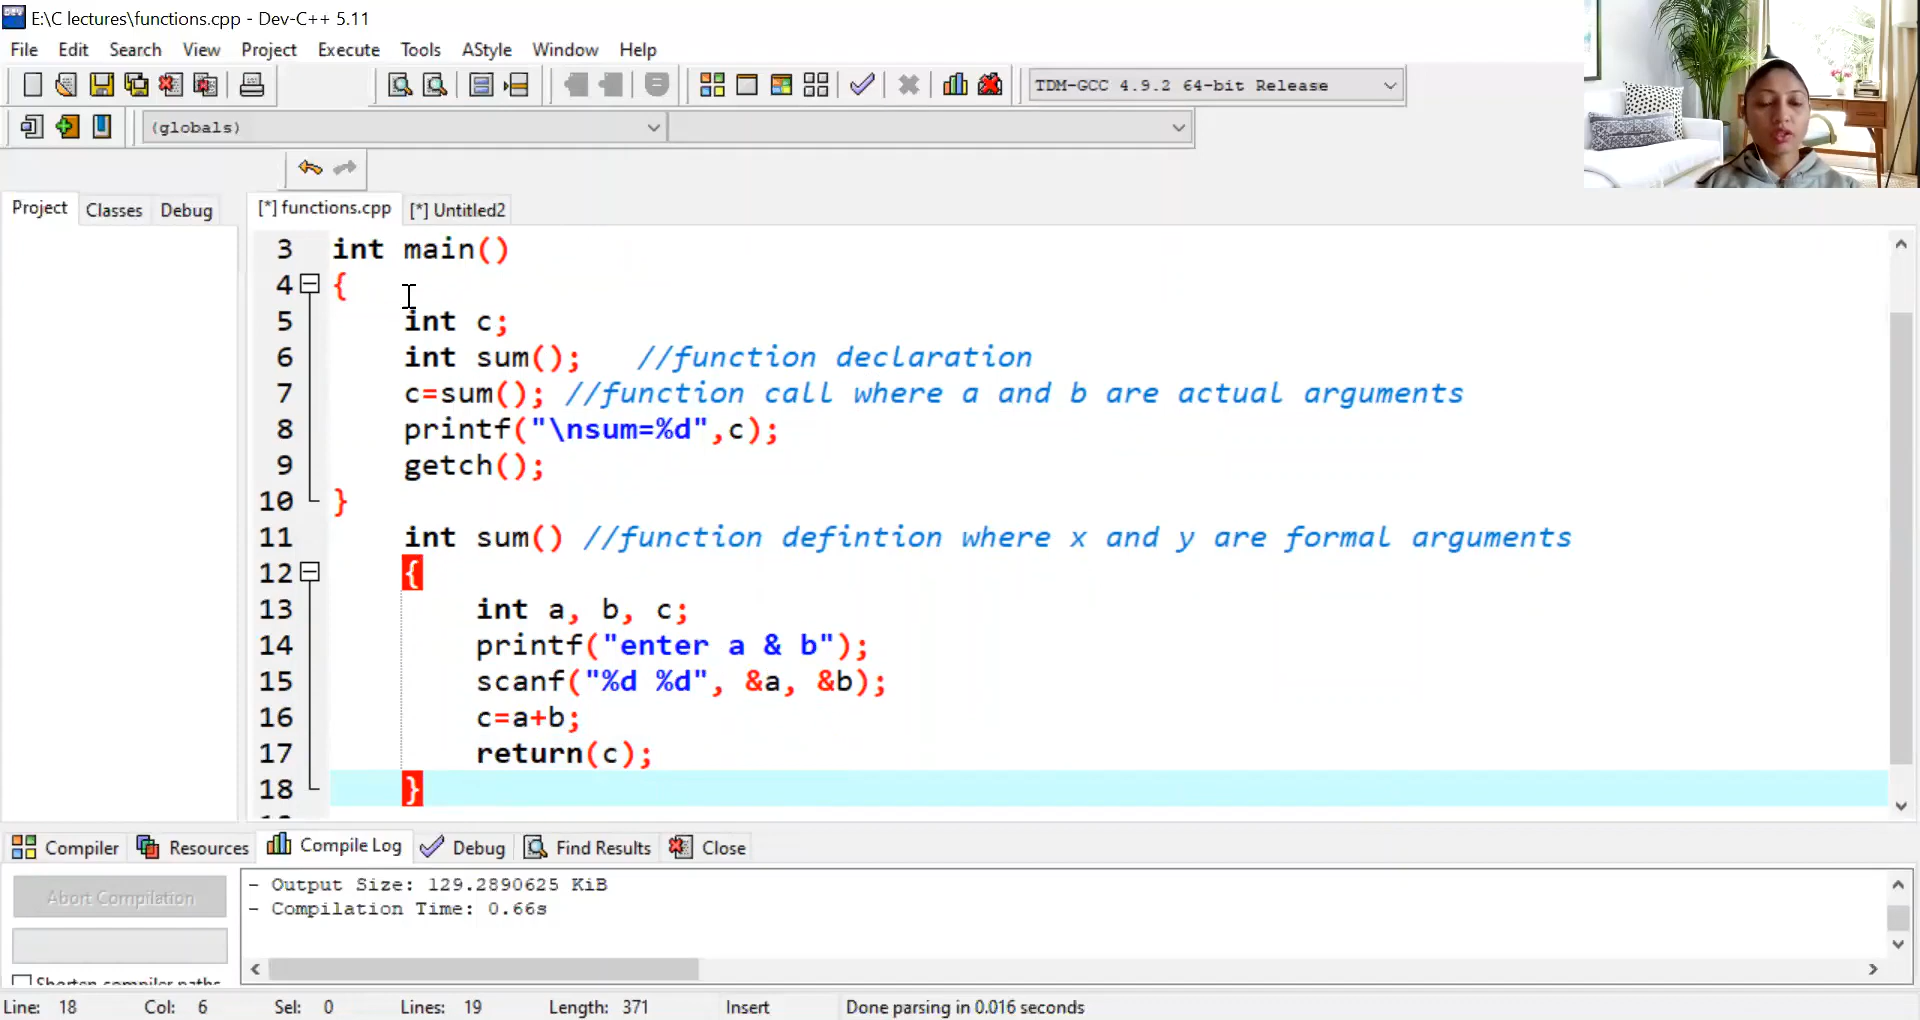 E:\C lectures\functions.cpp - Dev-C++ 5.11
File Edit Search View Project Execute Tools AStyle Window Help
TDM-GCC 4.9.2 64-bit Release
(globals)
Project Classes Debug
[*] functions.cpp [*] Untitled2
3 int main()
4 {
5 int c;
6 int sum(); //function declaration
7 c=sum(); //function call where a and b are actual arguments
8 printf("\nsum=%d",c);
9 getch();
10 }
11 int sum() //function defintion where x and y are formal arguments
12 {
13 int a, b, c;
14 printf("enter a & b");
15 scanf("%d %d", &a, &b);
16 c=a+b;
17 return(c);
18 }
Compiler Resources Compile Log Debug Find Results Close
Abort Compilation
- Output Size: 129.2890625 KiB
- Compilation Time: 0.66s
Shorten compiler paths
Line: 18 Col: 6 Sel: 0 Lines: 19 Length: 371 Insert Done parsing in 0.016 seconds